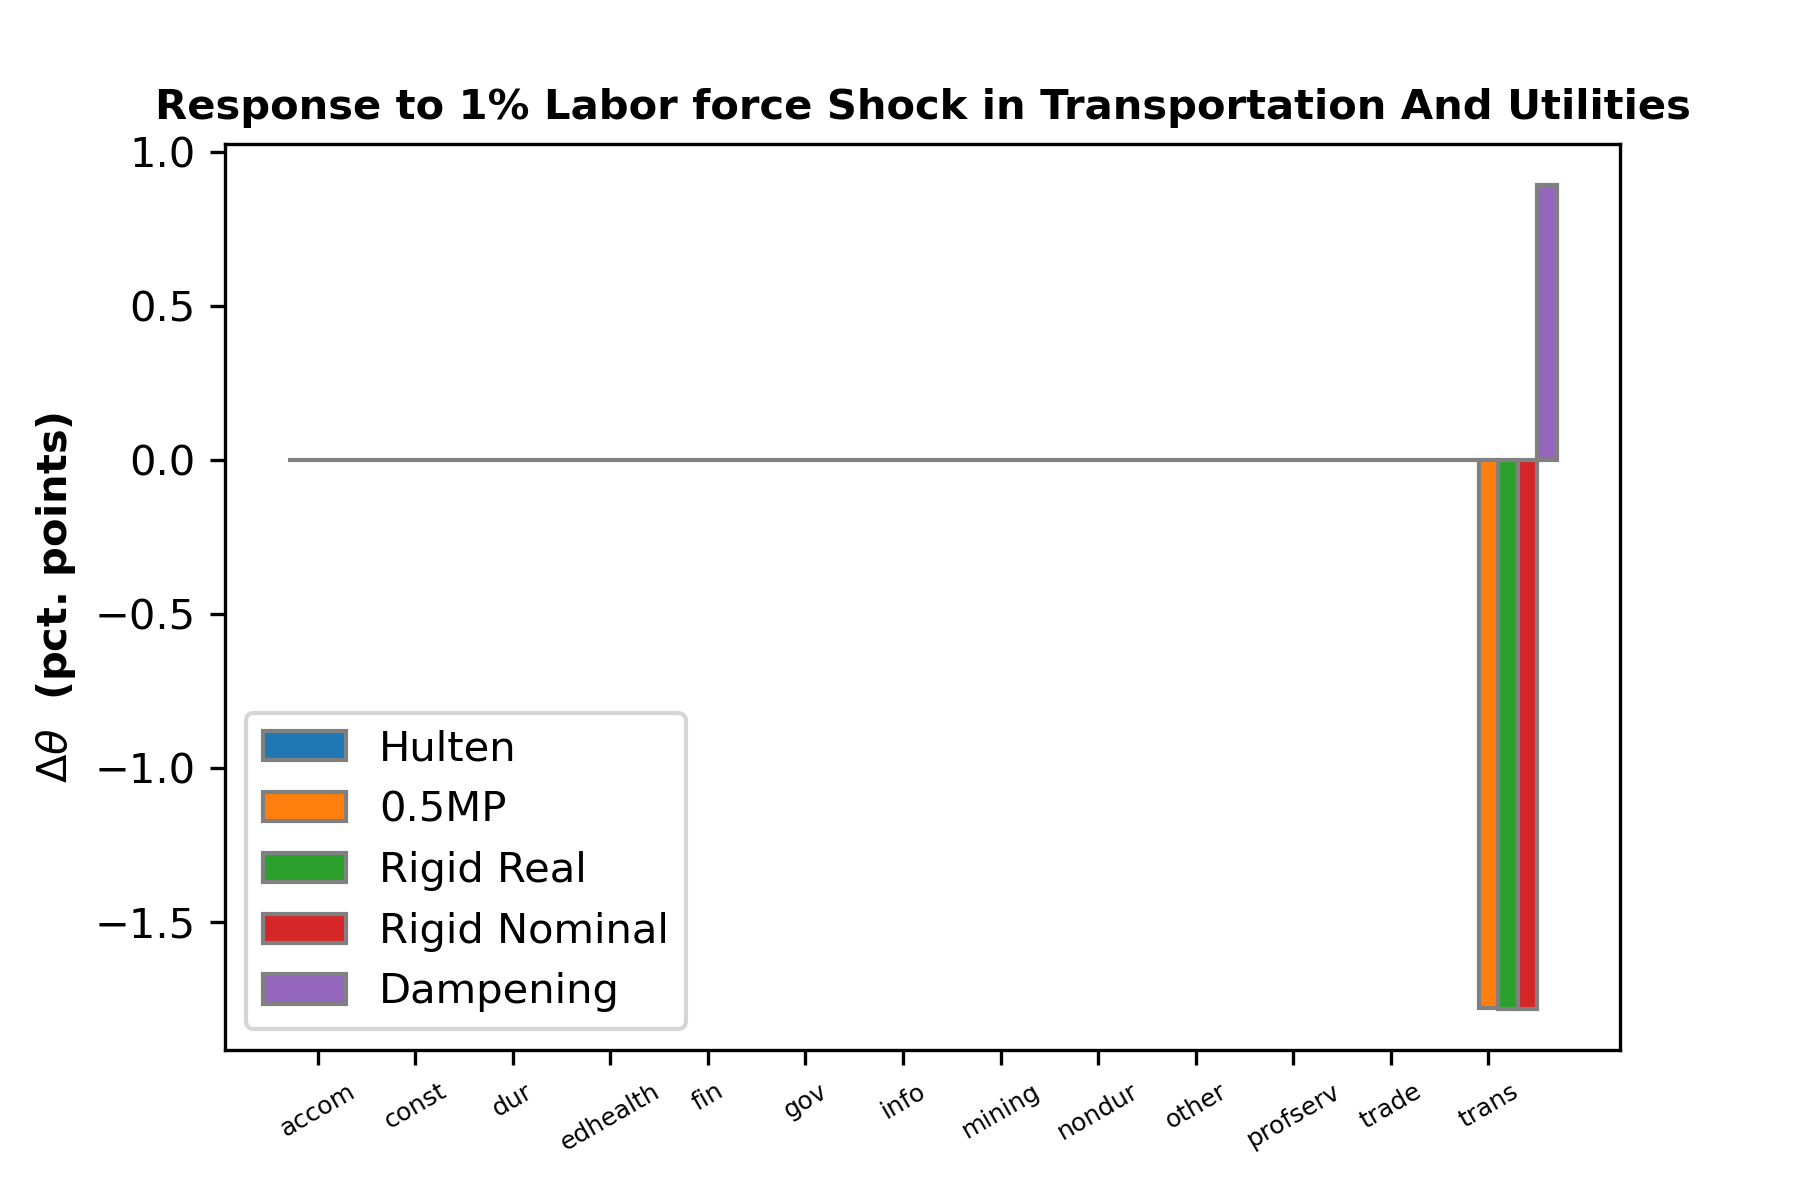 Response to 1% Labor force Shock in Transportation And Utilities
Δθ (pct. points)
1.0
0.5
0.0
−0.5
−1.0
−1.5
Hulten
0.5MP
Rigid Real
Rigid Nominal
Dampening
accom const dur edhealth fin gov info mining nondur other profserv trade trans